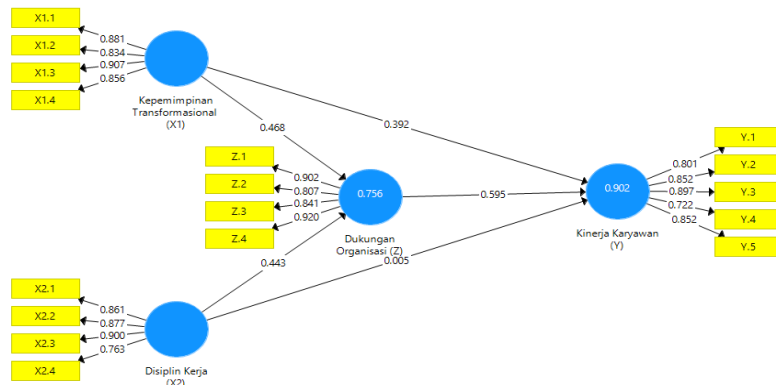 X1.1
X1.2
X1.3
X1.4
0.881
0.834
0.907
0.856
Kepemimpinan
Transformasional
(X1)
0.468
0.392
Z.1
Z.2
Z.3
Z.4
0.902
0.807
0.841
0.920
0.756
Dukungan
Organisasi (Z)
0.595
0.443
0.005
0.902
Kinerja Karyawan
(Y)
0.801
0.852
0.897
0.722
0.852
Y.1
Y.2
Y.3
Y.4
Y.5
X2.1
X2.2
X2.3
X2.4
0.861
0.877
0.900
0.763
Disiplin Kerja
(X2)